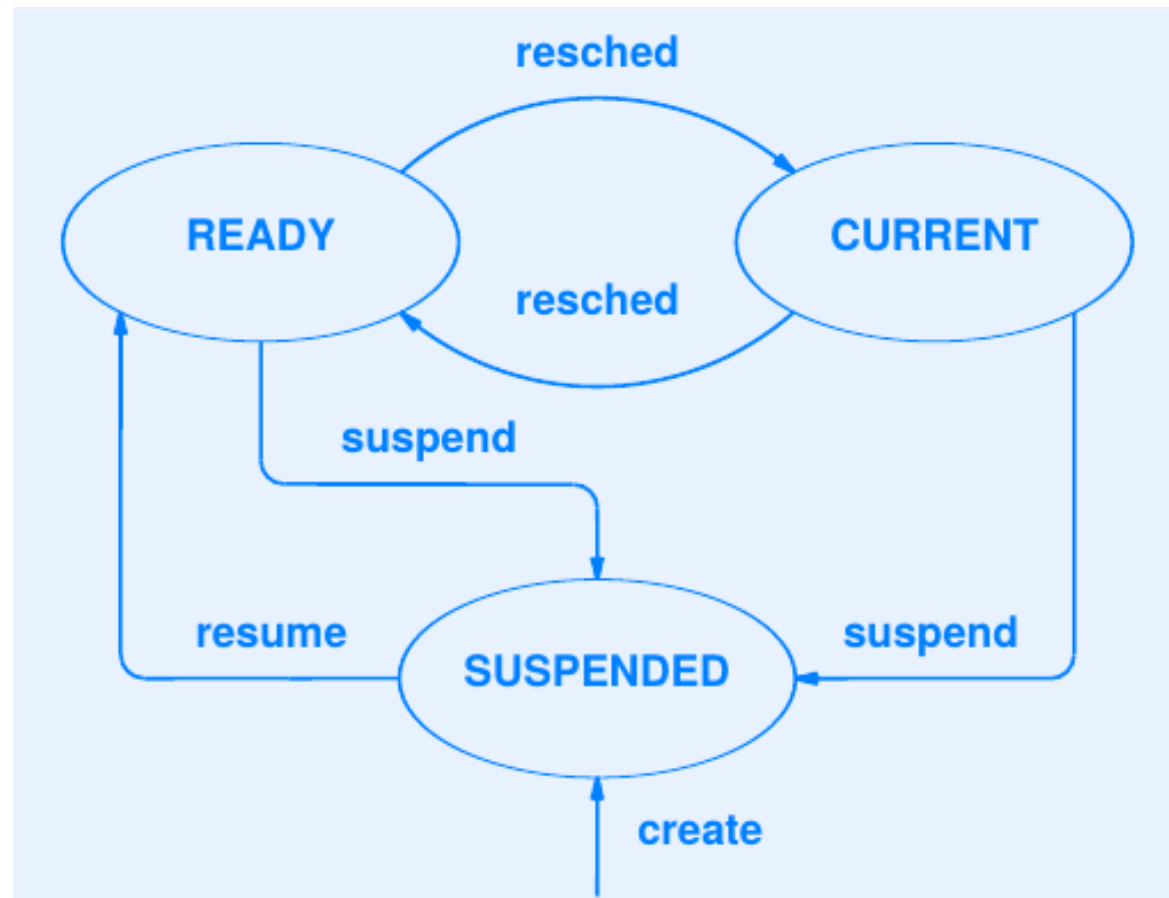 resched
READY
CURRENT
resched
suspend
resume
suspend
SUSPENDED
create